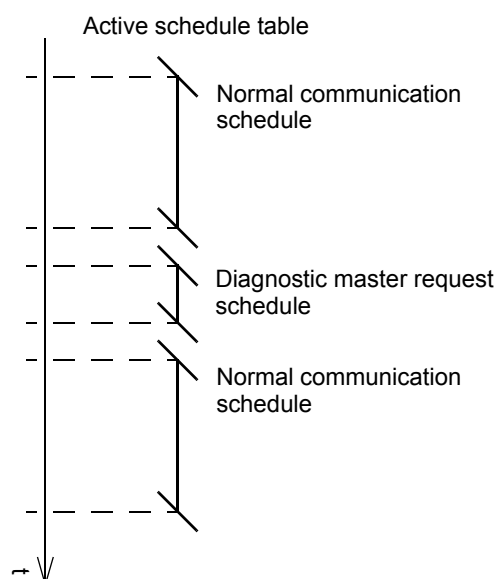 Active schedule table
Normal communication
schedule
Diagnostic master request
schedule
Normal communication
schedule
t